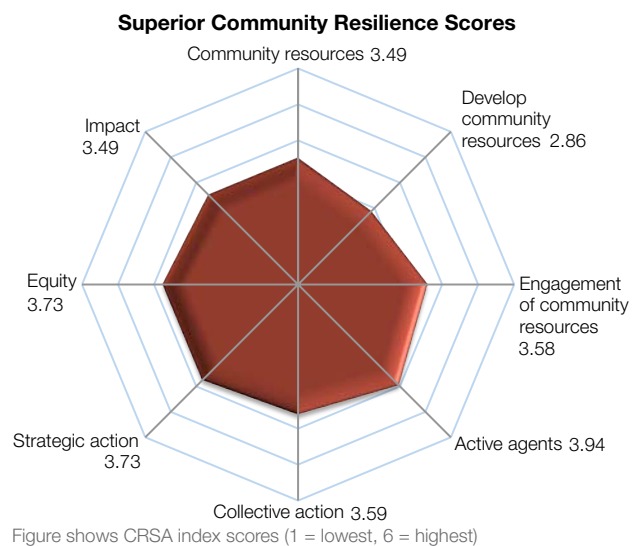 Superior Community Resilience Scores
Community resources 3.49
Develop
community
resources 2.86
Impact
3.49
Equity
3.73
Engagement
of community
resources
3.58
Strategic action
3.73
Active agents 3.94
Collective action 3.59
Figure shows CRSA index scores (1 = lowest, 6 = highest)